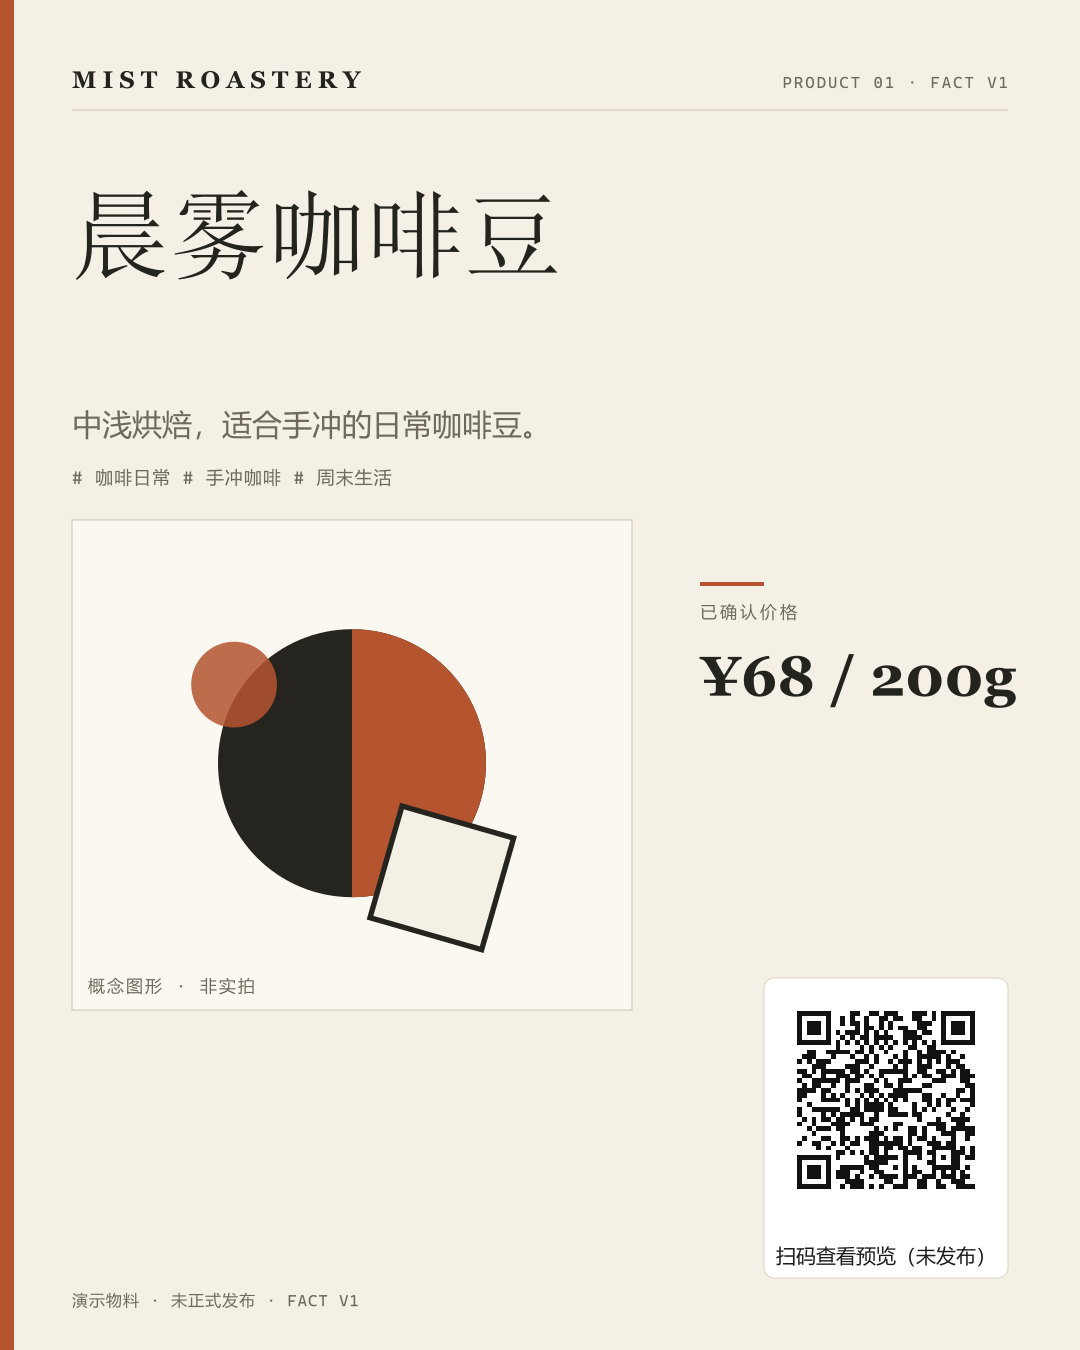 MIST ROASTERY
PRODUCT 01 · FACT V1
晨雾咖啡豆
中浅烘焙，适合手冲的日常咖啡豆。
# 咖啡日常 # 手冲咖啡 # 周末生活
已确认价格
¥68 / 200g
概念图形 · 非实拍
扫码查看预览（未发布）
演示物料 · 未正式发布 · FACT V1